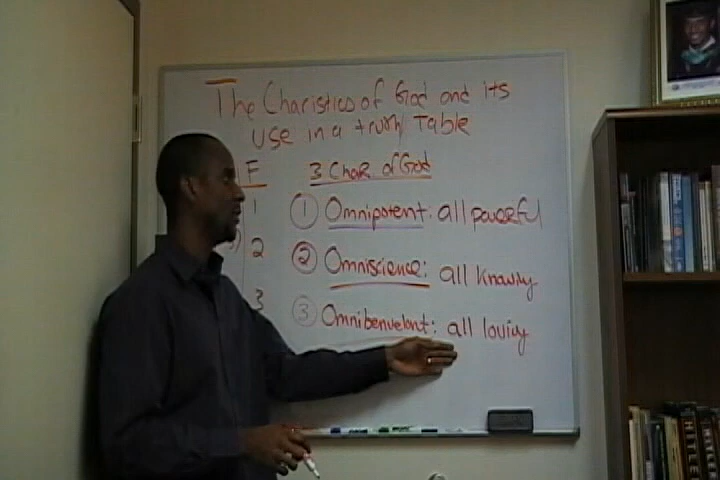 The Charistics of God and its
use in a truth Table
F
3 Char of God
1
① Omnipotent: all powerful
2
② Omniscience: all knowing
3
③ Omnibenvelont: all loving